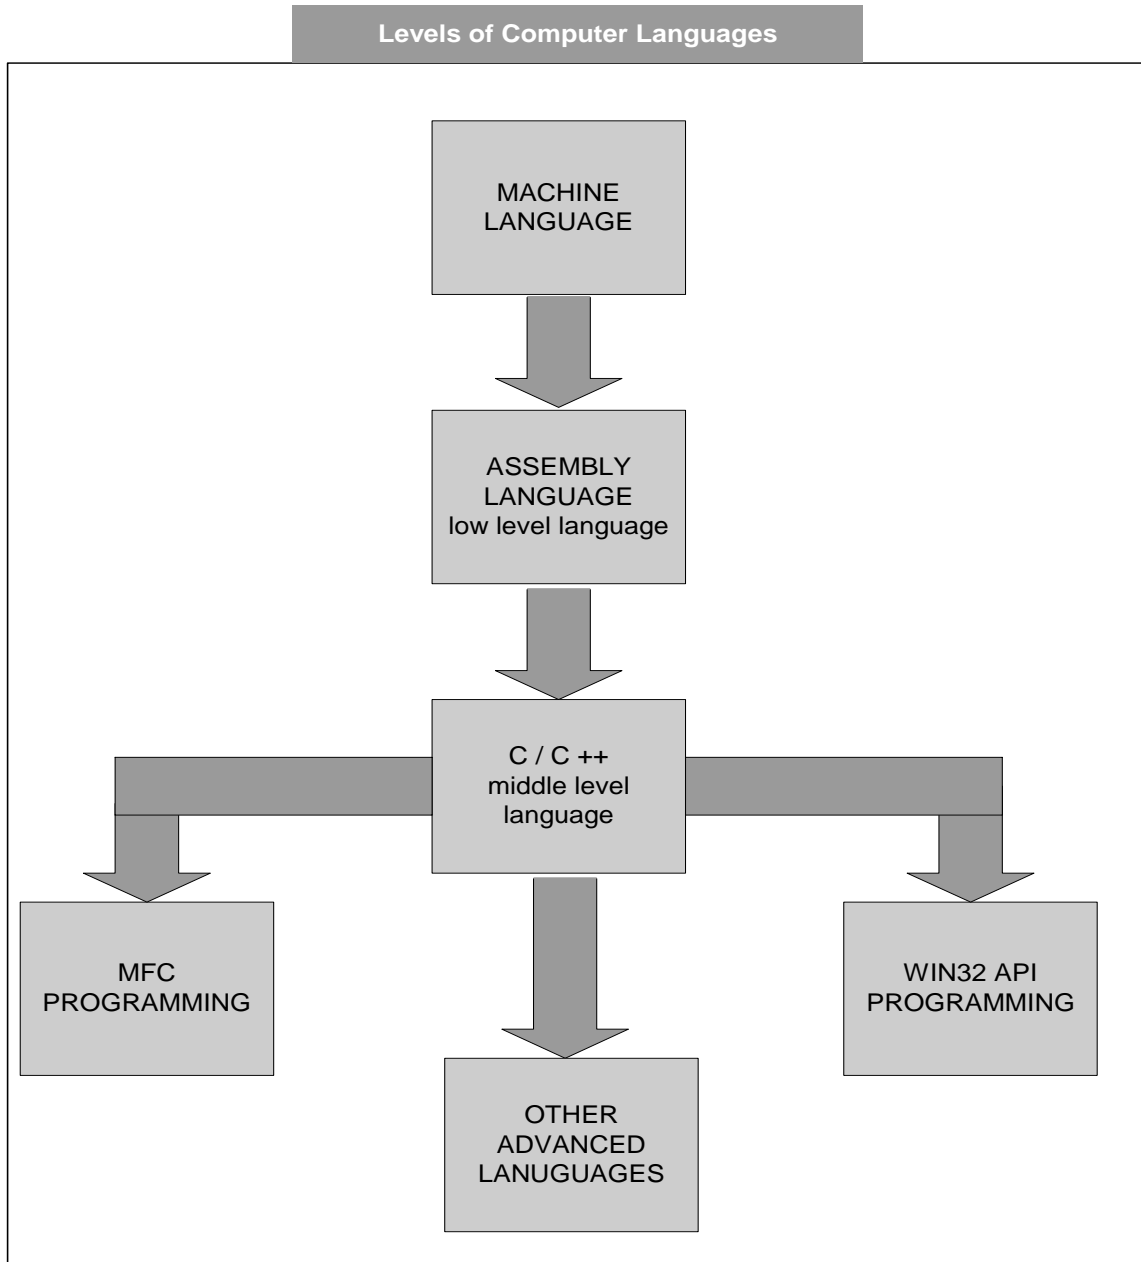 Levels of Computer Languages
MACHINE
LANGUAGE
ASSEMBLY
LANGUAGE
low level language
C / C ++
middle level
language
MFC
PROGRAMMING
WIN32 API
PROGRAMMING
OTHER
ADVANCED
LANUGUAGES